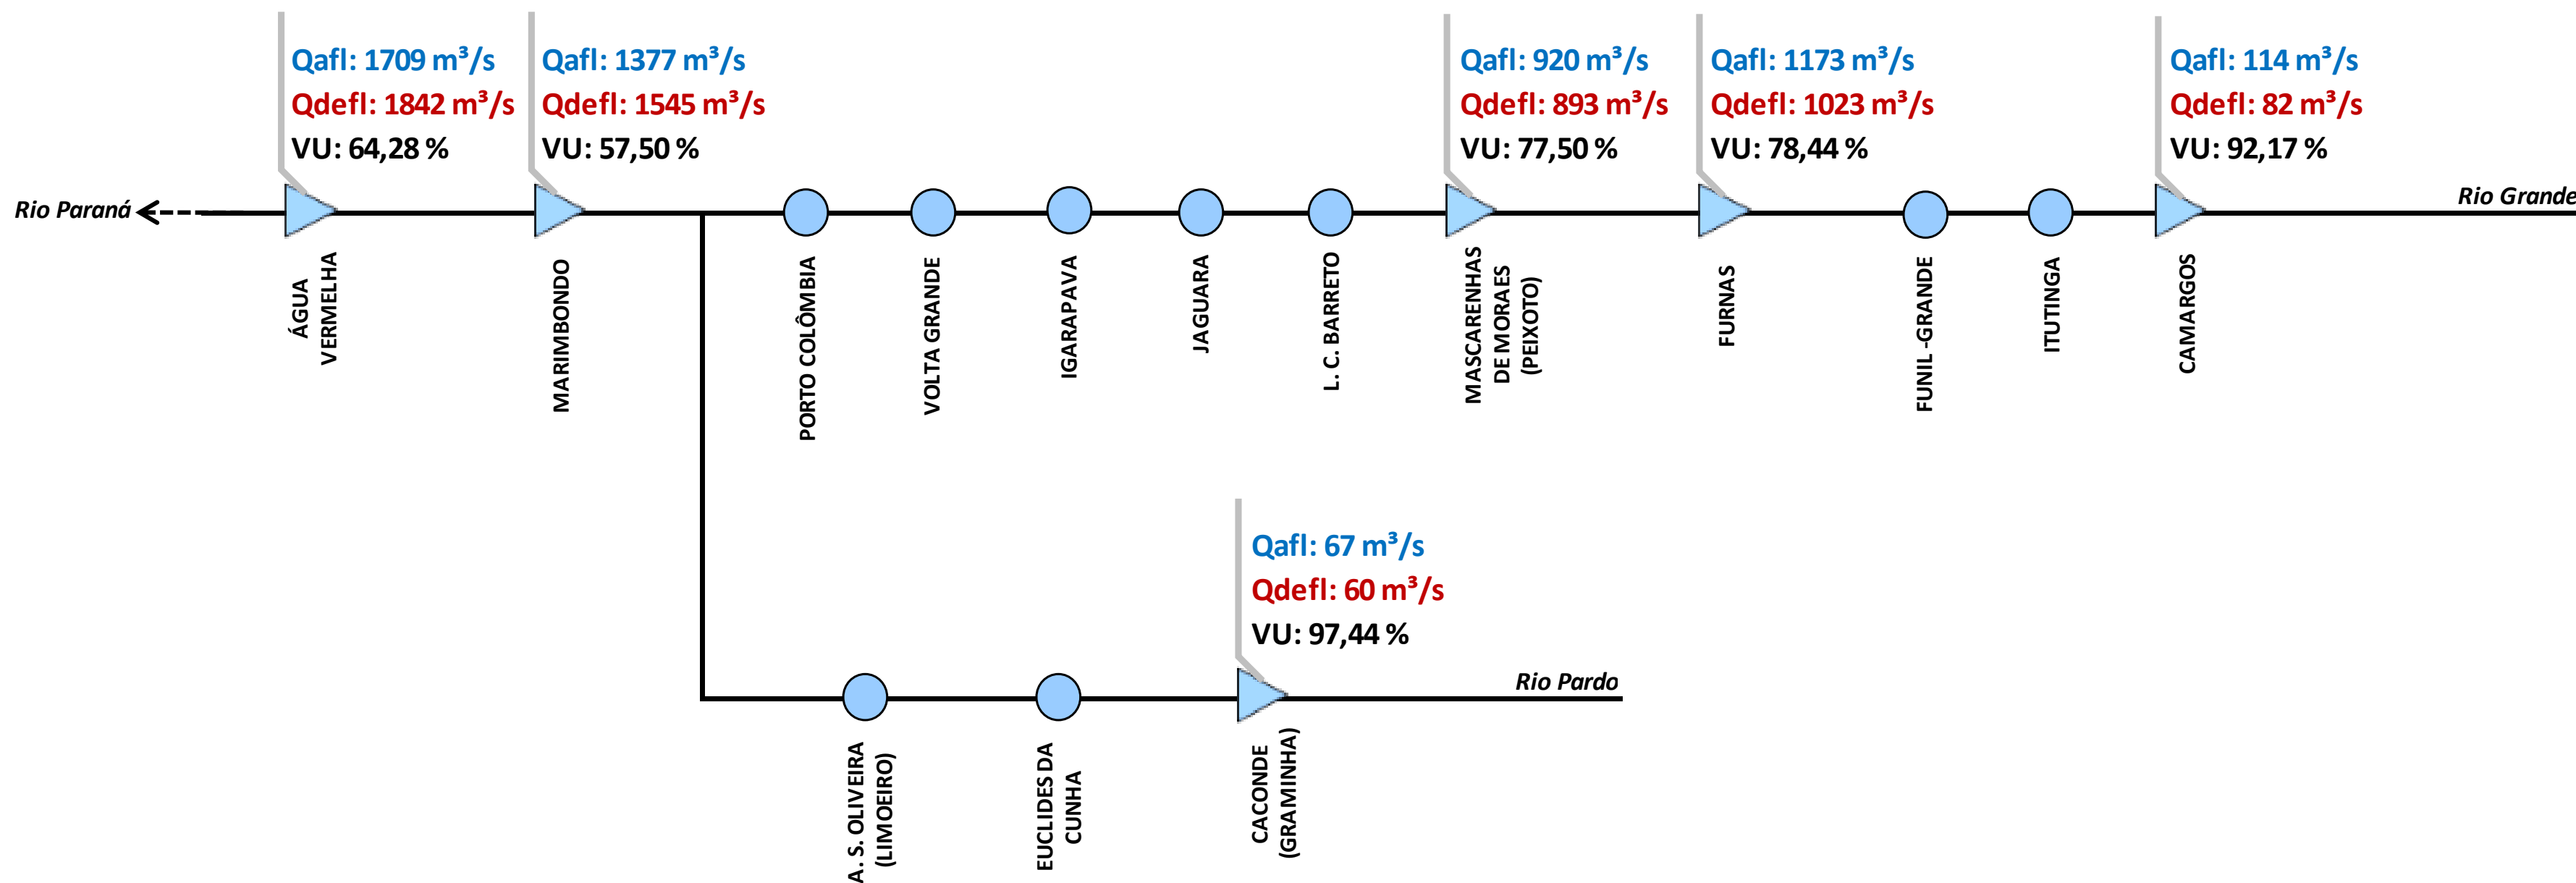 Qafl: 1709 m³/s
Qdefl: 1842 m³/s
VU: 64,28 %
Qafl: 1377 m³/s
Qdefl: 1545 m³/s
VU: 57,50 %
Qafl: 920 m³/s
Qdefl: 893 m³/s
VU: 77,50 %
Qafl: 1173 m³/s
Qdefl: 1023 m³/s
VU: 78,44 %
Qafl: 114 m³/s
Qdefl: 82 m³/s
VU: 92,17 %
Rio Paraná
Rio Grande
ÁGUA
VERMELHA
MARIMBONDO
PORTO COLÔMBIA
VOLTA GRANDE
IGARAPAVA
JAGUARA
L. C. BARRETO
MASCARENHAS
DE MORAES
(PEIXOTO)
FURNAS
FUNIL -GRANDE
ITUTINGA
CAMARGOS
Qafl: 67 m³/s
Qdefl: 60 m³/s
VU: 97,44 %
Rio Pardo
A. S. OLIVEIRA
(LIMOEIRO)
EUCLIDES DA
CUNHA
CACONDE
(GRAMINHA)